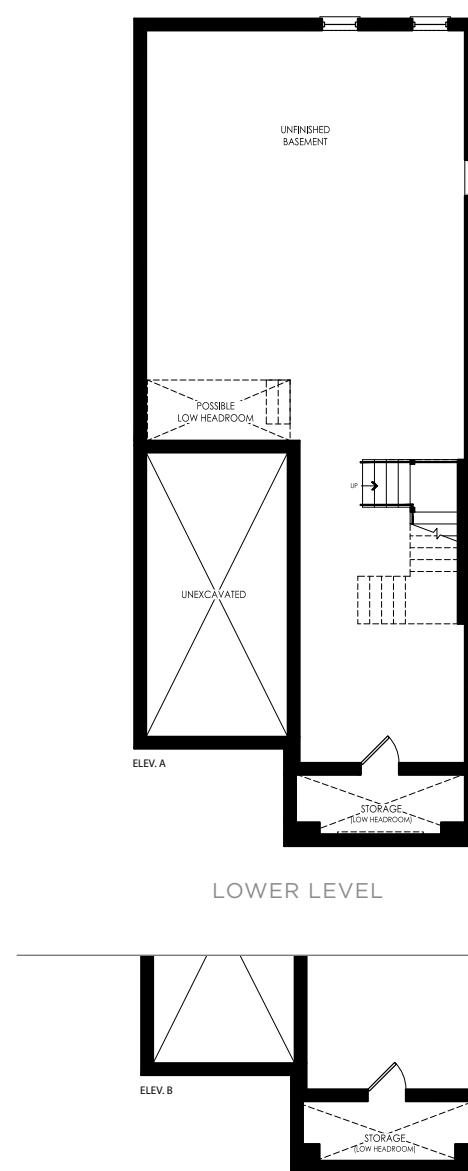 UNFINISHED
BASEMENT
POSSIBLE
LOW HEADROOM
UP
UNEXCAVATED
ELEV. A
STORAGE
(LOW HEADROOM)
LOWER LEVEL
ELEV. B
STORAGE
(LOW HEADROOM)